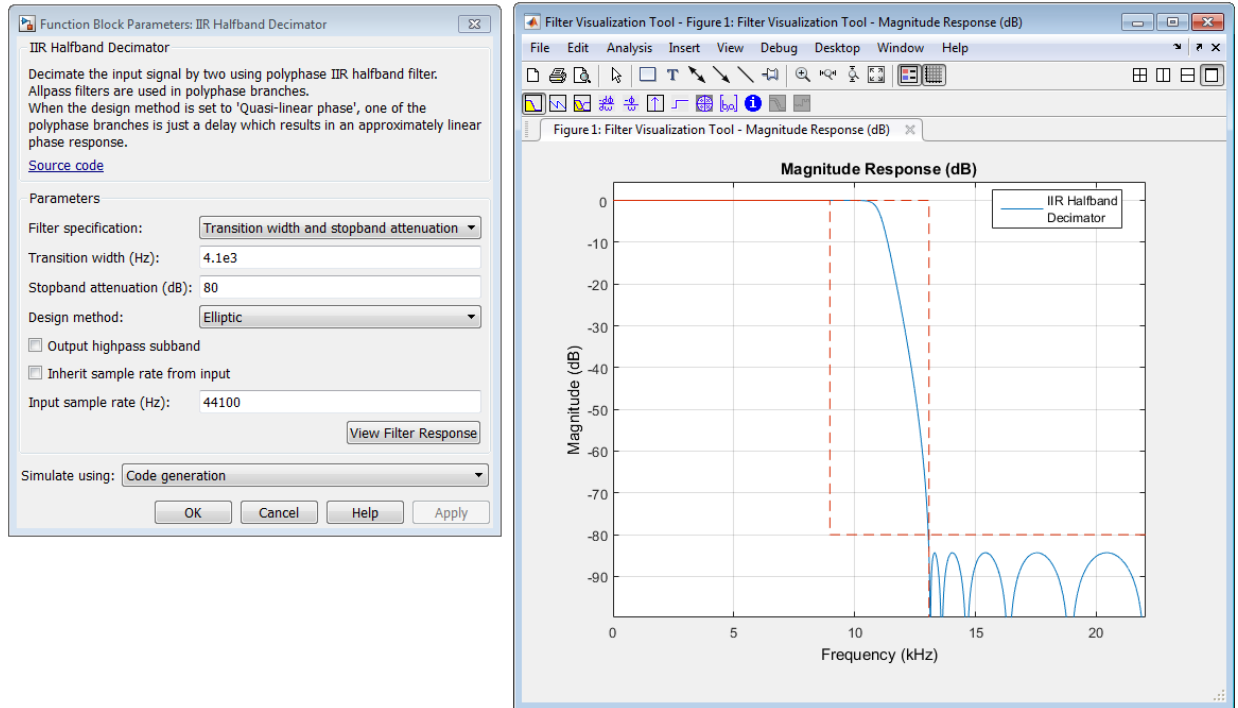 Function Block Parameters: IIR Halfband Decimator
IIR Halfband Decimator
Decimate the input signal by two using polyphase IIR halfband filter.
Allpass filters are used in polyphase branches.
When the design method is set to 'Quasi-linear phase', one of the
polyphase branches is just a delay which results in an approximately linear
phase response.
Source code
Parameters
Filter specification: Transition width and stopband attenuation
Transition width (Hz): 4.1e3
Stopband attenuation (dB): 80
Design method: Elliptic
Output highpass subband
Inherit sample rate from input
Input sample rate (Hz): 44100
View Filter Response
Simulate using: Code generation
OK Cancel Help Apply
Filter Visualization Tool - Figure 1: Filter Visualization Tool - Magnitude Response (dB)
File Edit Analysis Insert View Debug Desktop Window Help
Figure 1: Filter Visualization Tool - Magnitude Response (dB)
Magnitude Response (dB)
IIR Halfband
Decimator
Magnitude (dB)
0
-10
-20
-30
-40
-50
-60
-70
-80
-90
0 5 10 15 20
Frequency (kHz)